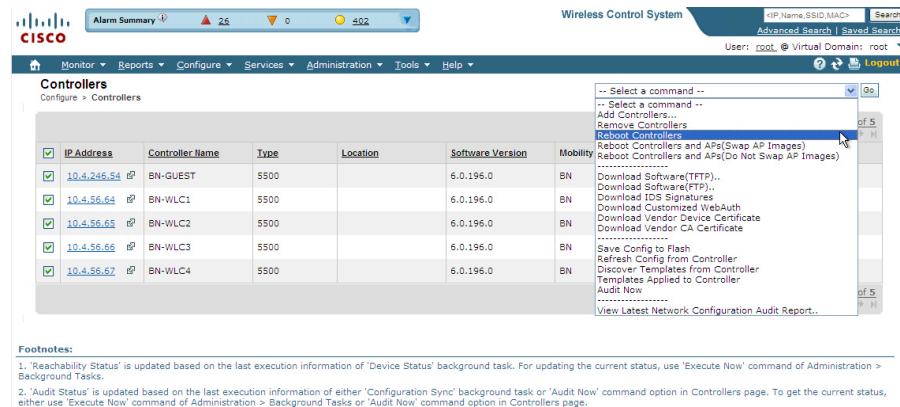 CISCO
Alarm Summary 26 0 402
Wireless Control System
<IP,Name,SSID,MAC> Search
Advanced Search | Saved Search
User: root @ Virtual Domain: root
Monitor Reports Configure Services Administration Tools Help Logout
Controllers
Configure > Controllers
-- Select a command -- Go
-- Select a command --
Add Controllers...
Remove Controllers
Reboot Controllers
Reboot Controllers and APs(Swap AP Images)
Reboot Controllers and APs(Do Not Swap AP Images)
------------------
Download Software(TFTP)..
Download Software(FTP)..
Download IDS Signatures
Download Customized WebAuth
Download Vendor Device Certificate
Download Vendor CA Certificate
------------------
Save Config to Flash
Refresh Config from Controller
Discover Templates from Controller
Templates Applied to Controller
Audit Now
------------------
View Latest Network Configuration Audit Report..
of 5
IP Address Controller Name Type Location Software Version Mobility
10.4.246.54 BN-GUEST 5500 6.0.196.0 BN
10.4.56.64 BN-WLC1 5500 6.0.196.0 BN
10.4.56.65 BN-WLC2 5500 6.0.196.0 BN
10.4.56.66 BN-WLC3 5500 6.0.196.0 BN
10.4.56.67 BN-WLC4 5500 6.0.196.0 BN
of 5
Footnotes:
1. 'Reachability Status' is updated based on the last execution information of 'Device Status' background task. For updating the current status, use 'Execute Now' command of Administration >
Background Tasks.
2. 'Audit Status' is updated based on the last execution information of either 'Configuration Sync' background task or 'Audit Now' command option in Controllers page. To get the current status,
either use 'Execute Now' command of Administration > Background Tasks or 'Audit Now' command option in Controllers page.